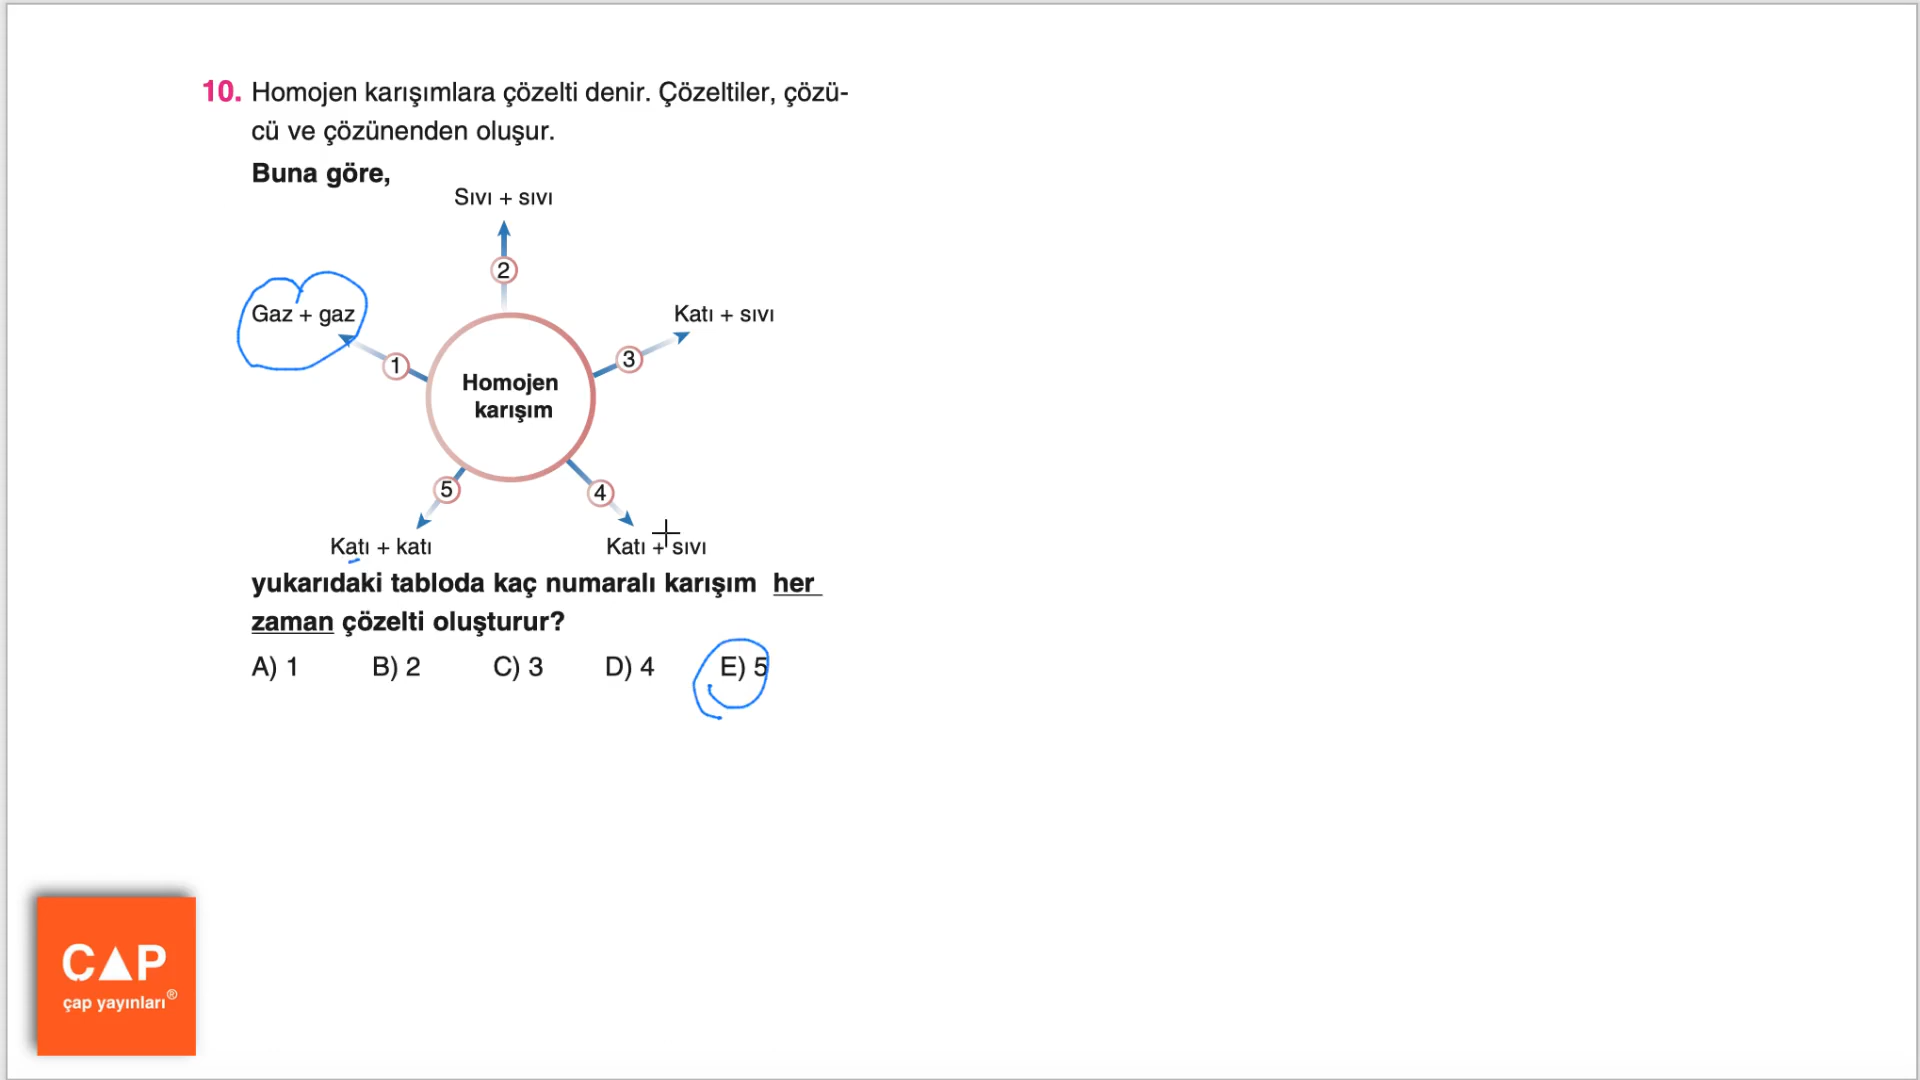 10. Homojen karışımlara çözelti denir. Çözeltiler, çözü-
cü ve çözünenden oluşur.
Buna göre,
Sıvı + sıvı
2
Gaz + gaz
Katı + sıvı
1
3
Homojen
karışım
5
4
Katı + katı
Katı + sıvı
yukarıdaki tabloda kaç numaralı karışım her
zaman çözelti oluşturur?
A) 1 B) 2 C) 3 D) 4 E) 5
ÇAP
çap yayınları®